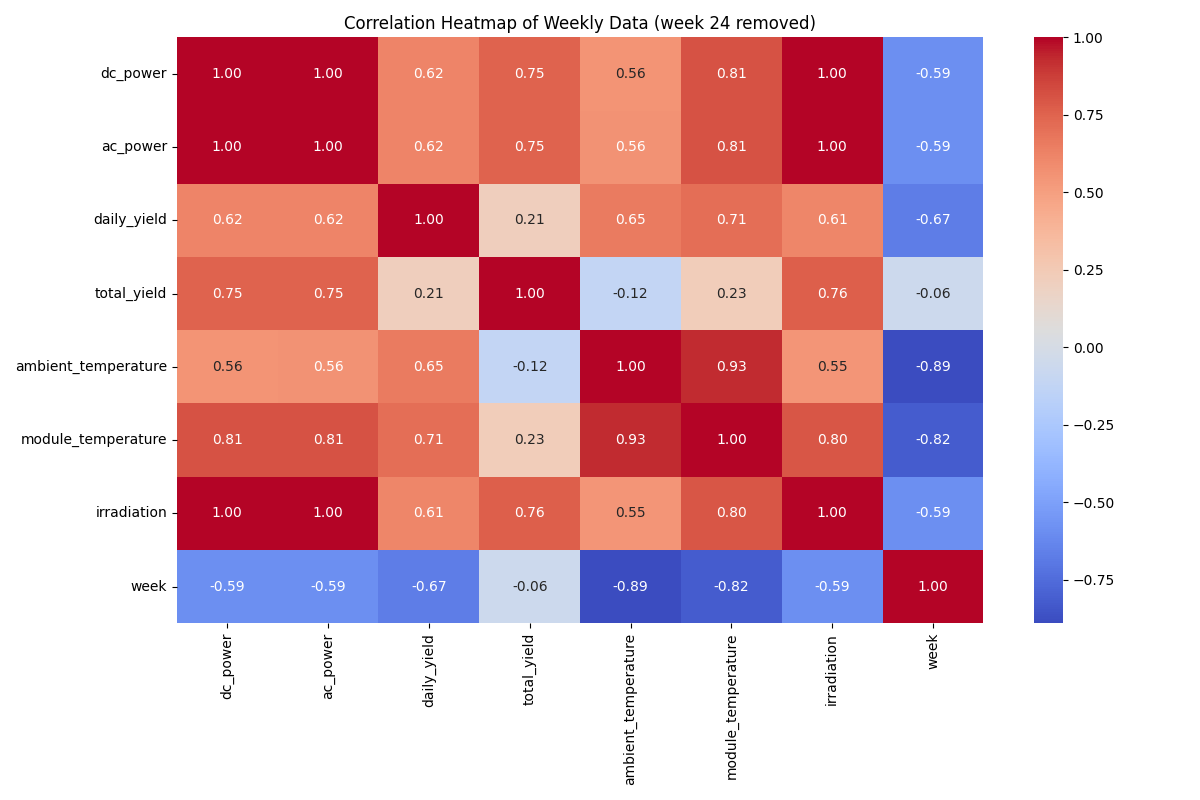 Correlation Heatmap of Weekly Data (week 24 removed)
dc_power 1.00 1.00 0.62 0.75 0.56 0.81 1.00 -0.59
ac_power 1.00 1.00 0.62 0.75 0.56 0.81 1.00 -0.59
daily_yield 0.62 0.62 1.00 0.21 0.65 0.71 0.61 -0.67
total_yield 0.75 0.75 0.21 1.00 -0.12 0.23 0.76 -0.06
ambient_temperature 0.56 0.56 0.65 -0.12 1.00 0.93 0.55 -0.89
module_temperature 0.81 0.81 0.71 0.23 0.93 1.00 0.80 -0.82
irradiation 1.00 1.00 0.61 0.76 0.55 0.80 1.00 -0.59
week -0.59 -0.59 -0.67 -0.06 -0.89 -0.82 -0.59 1.00
dc_power
ac_power
daily_yield
total_yield
ambient_temperature
module_temperature
irradiation
week
1.00
0.75
0.50
0.25
0.00
−0.25
−0.50
−0.75